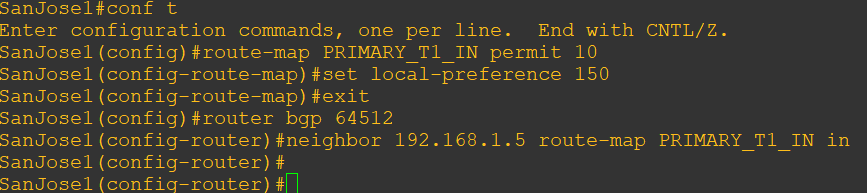 SanJose1#conf t
Enter configuration commands, one per line.  End with CNTL/Z.
SanJose1(config)#route-map PRIMARY_T1_IN permit 10
SanJose1(config-route-map)#set local-preference 150
SanJose1(config-route-map)#exit
SanJose1(config)#router bgp 64512
SanJose1(config-router)#neighbor 192.168.1.5 route-map PRIMARY_T1_IN in
SanJose1(config-router)#
SanJose1(config-router)#